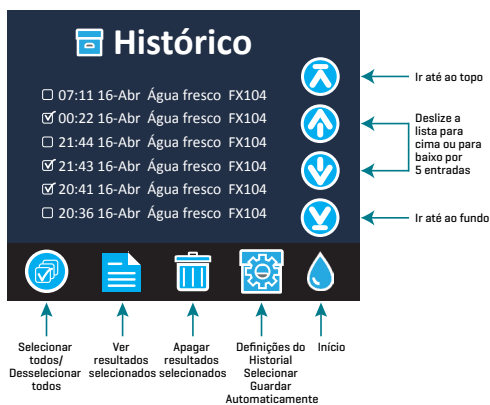 Histórico
07:11 16-Abr Água fresco FX104
00:22 16-Abr Água fresco FX104
21:44 16-Abr Água fresco FX104
21:43 16-Abr Água fresco FX104
20:41 16-Abr Água fresco FX104
20:36 16-Abr Água fresco FX104
Ir até ao topo
Deslize a
lista para
cima ou para
baixo por
5 entradas
Ir até ao fundo
Selecionar
todos/
Desselecionar
todos
Ver
resultados
selecionados
Apagar
resultados
selecionados
Definições do
Historial
Selecionar
Guardar
Automaticamente
Início